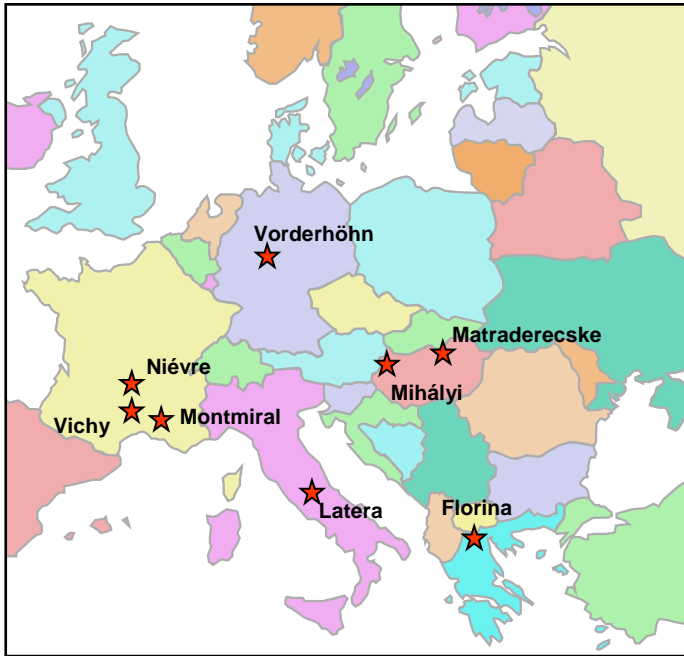 Vorderhöhn
Matraderecske
Niévre
Mihályi
Vichy
Montmiral
Florina
Latera